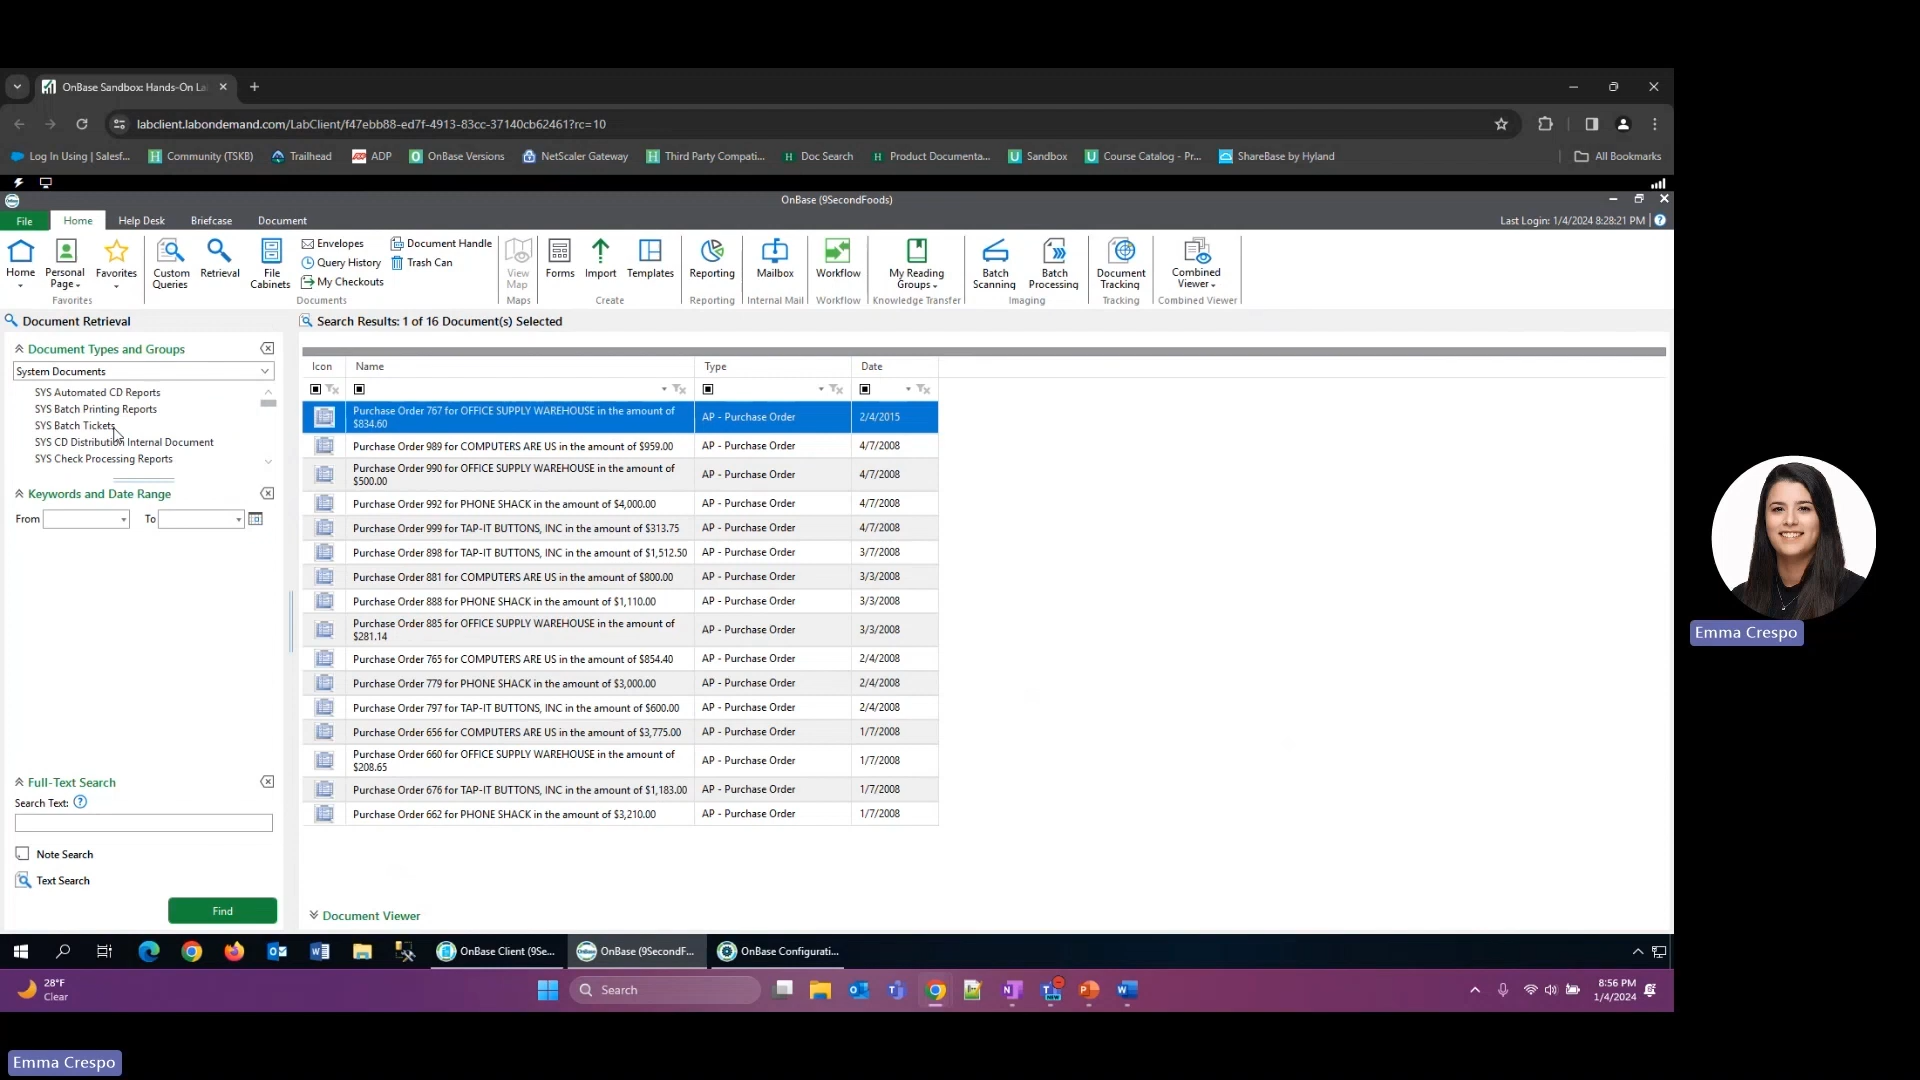 OnBase Sandbox: Hands-On La
labclient.labondemand.com/LabClient/f47ebb88-ed7f-4913-83cc-37140cb62461?rc=10
Log In Using | Salesf...
Community (TSKB)
Trailhead
ADP
OnBase Versions
NetScaler Gateway
Third Party Compati...
Doc Search
Product Documenta...
Sandbox
Course Catalog - Pr...
ShareBase by Hyland
All Bookmarks
OnBase (9SecondFoods)
File
Home
Help Desk
Briefcase
Document
Last Login: 1/4/2024 8:28:21 PM
Home
Personal
Page
Favorites
Favorites
Custom
Queries
Retrieval
File
Cabinets
Envelopes
Query History
My Checkouts
Document Handle
Trash Can
Documents
View
Map
Maps
Forms
Import
Templates
Create
Reporting
Reporting
Mailbox
Internal Mail
Workflow
Workflow
My Reading
Groups
Knowledge Transfer
Batch
Scanning
Batch
Processing
Imaging
Document
Tracking
Tracking
Combined
Viewer
Combined Viewer
Document Retrieval
Document Types and Groups
System Documents
SYS Automated CD Reports
SYS Batch Printing Reports
SYS Batch Tickets
SYS CD Distribution Internal Document
SYS Check Processing Reports
Keywords and Date Range
From
To
Full-Text Search
Search Text:
Note Search
Text Search
Find
Search Results: 1 of 16 Document(s) Selected
Icon Name Type Date
Purchase Order 767 for OFFICE SUPPLY WAREHOUSE in the amount of
$834.60
AP - Purchase Order 2/4/2015
Purchase Order 989 for COMPUTERS ARE US in the amount of $959.00 AP - Purchase Order 4/7/2008
Purchase Order 990 for OFFICE SUPPLY WAREHOUSE in the amount of
$500.00
AP - Purchase Order 4/7/2008
Purchase Order 992 for PHONE SHACK in the amount of $4,000.00 AP - Purchase Order 4/7/2008
Purchase Order 999 for TAP-IT BUTTONS, INC in the amount of $313.75 AP - Purchase Order 4/7/2008
Purchase Order 898 for TAP-IT BUTTONS, INC in the amount of $1,512.50 AP - Purchase Order 3/7/2008
Purchase Order 881 for COMPUTERS ARE US in the amount of $800.00 AP - Purchase Order 3/3/2008
Purchase Order 888 for PHONE SHACK in the amount of $1,110.00 AP - Purchase Order 3/3/2008
Purchase Order 885 for OFFICE SUPPLY WAREHOUSE in the amount of
$281.14
AP - Purchase Order 3/3/2008
Purchase Order 765 for COMPUTERS ARE US in the amount of $854.40 AP - Purchase Order 2/4/2008
Purchase Order 779 for PHONE SHACK in the amount of $3,000.00 AP - Purchase Order 2/4/2008
Purchase Order 797 for TAP-IT BUTTONS, INC in the amount of $600.00 AP - Purchase Order 2/4/2008
Purchase Order 656 for COMPUTERS ARE US in the amount of $3,775.00 AP - Purchase Order 1/7/2008
Purchase Order 660 for OFFICE SUPPLY WAREHOUSE in the amount of
$208.65
AP - Purchase Order 1/7/2008
Purchase Order 676 for TAP-IT BUTTONS, INC in the amount of $1,183.00 AP - Purchase Order 1/7/2008
Purchase Order 662 for PHONE SHACK in the amount of $3,210.00 AP - Purchase Order 1/7/2008
Document Viewer
OnBase Client (9Se...
OnBase (9SecondF...
OnBase Configurati...
28°F
Clear
Search
8:56 PM
1/4/2024
Emma Crespo
Emma Crespo